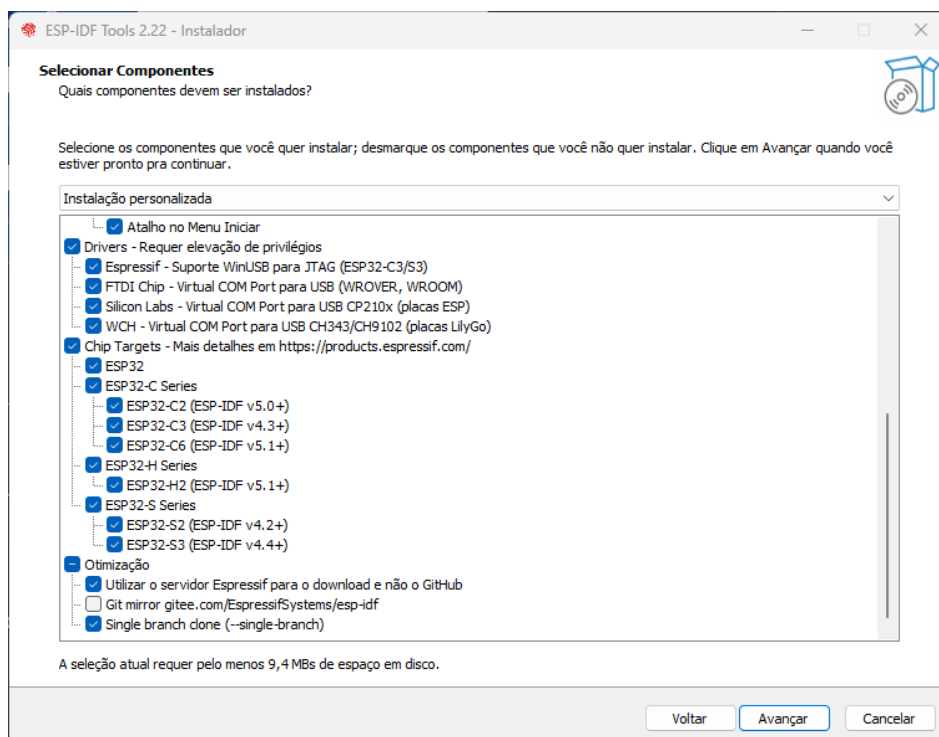 ESP-IDF Tools 2.22 - Instalador
Selecionar Componentes
Quais componentes devem ser instalados?
Selecione os componentes que você quer instalar; desmarque os componentes que você não quer instalar. Clique em Avançar quando você
estiver pronto pra continuar.
Instalação personalizada
Atalho no Menu Iniciar
Drivers - Requer elevação de privilégios
Espressif - Suporte WinUSB para JTAG (ESP32-C3/S3)
FTDI Chip - Virtual COM Port para USB (WROVER, WROOM)
Silicon Labs - Virtual COM Port para USB CP210x (placas ESP)
WCH - Virtual COM Port para USB CH343/CH9102 (placas LilyGo)
Chip Targets - Mais detalhes em https://products.espressif.com/
ESP32
ESP32-C Series
ESP32-C2 (ESP-IDF v5.0+)
ESP32-C3 (ESP-IDF v4.3+)
ESP32-C6 (ESP-IDF v5.1+)
ESP32-H Series
ESP32-H2 (ESP-IDF v5.1+)
ESP32-S Series
ESP32-S2 (ESP-IDF v4.2+)
ESP32-S3 (ESP-IDF v4.4+)
Otimização
Utilizar o servidor Espressif para o download e não o GitHub
Git mirror gitee.com/EspressifSystems/esp-idf
Single branch clone (--single-branch)
A seleção atual requer pelo menos 9,4 MBs de espaço em disco.
Voltar
Avançar
Cancelar